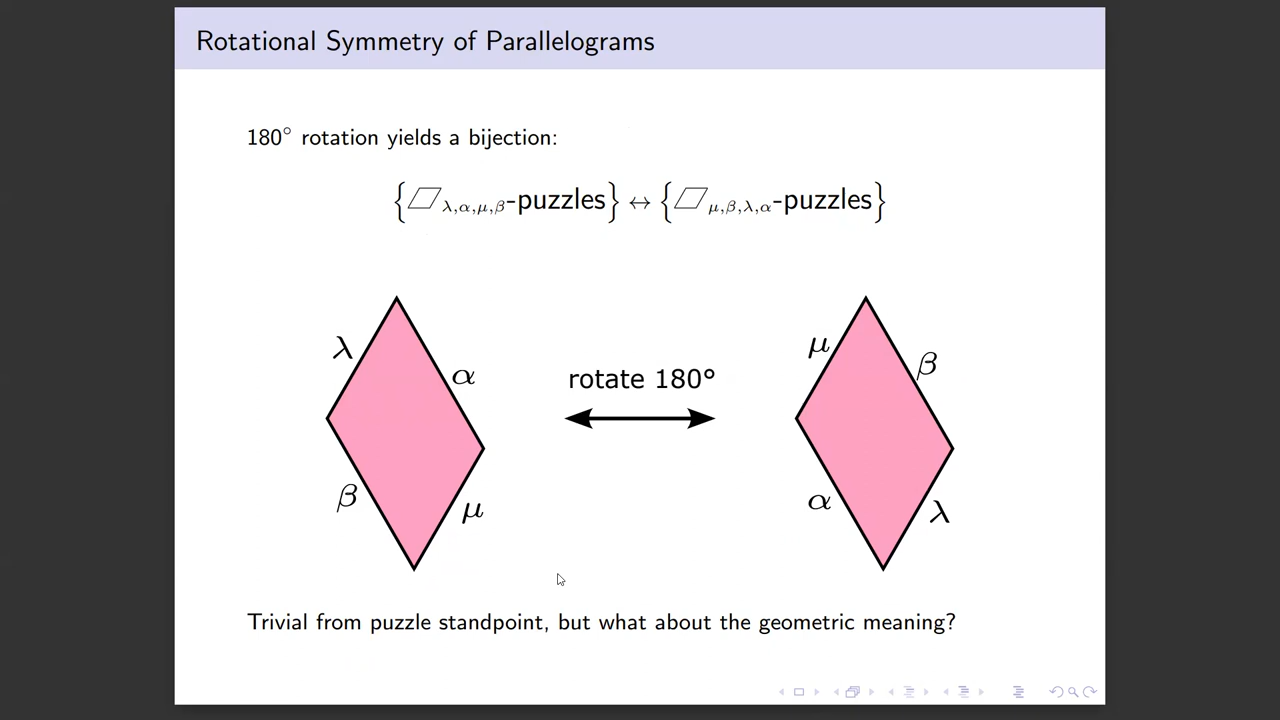 Rotational Symmetry of Parallelograms
180° rotation yields a bijection:
{▱λ,α,μ,β-puzzles} ↔ {▱μ,β,λ,α-puzzles}
λ
α
β
μ
rotate 180°
μ
β
α
λ
Trivial from puzzle standpoint, but what about the geometric meaning?